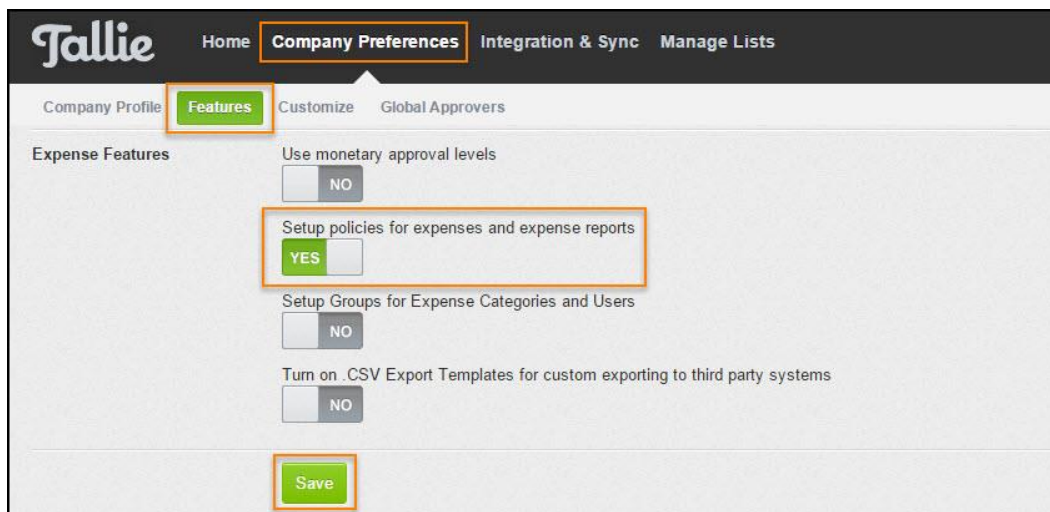 Tallie Home Company Preferences Integration & Sync Manage Lists
Company Profile Features Customize Global Approvers
Expense Features Use monetary approval levels
NO
Setup policies for expenses and expense reports
YES
Setup Groups for Expense Categories and Users
NO
Turn on .CSV Export Templates for custom exporting to third party systems
NO
Save